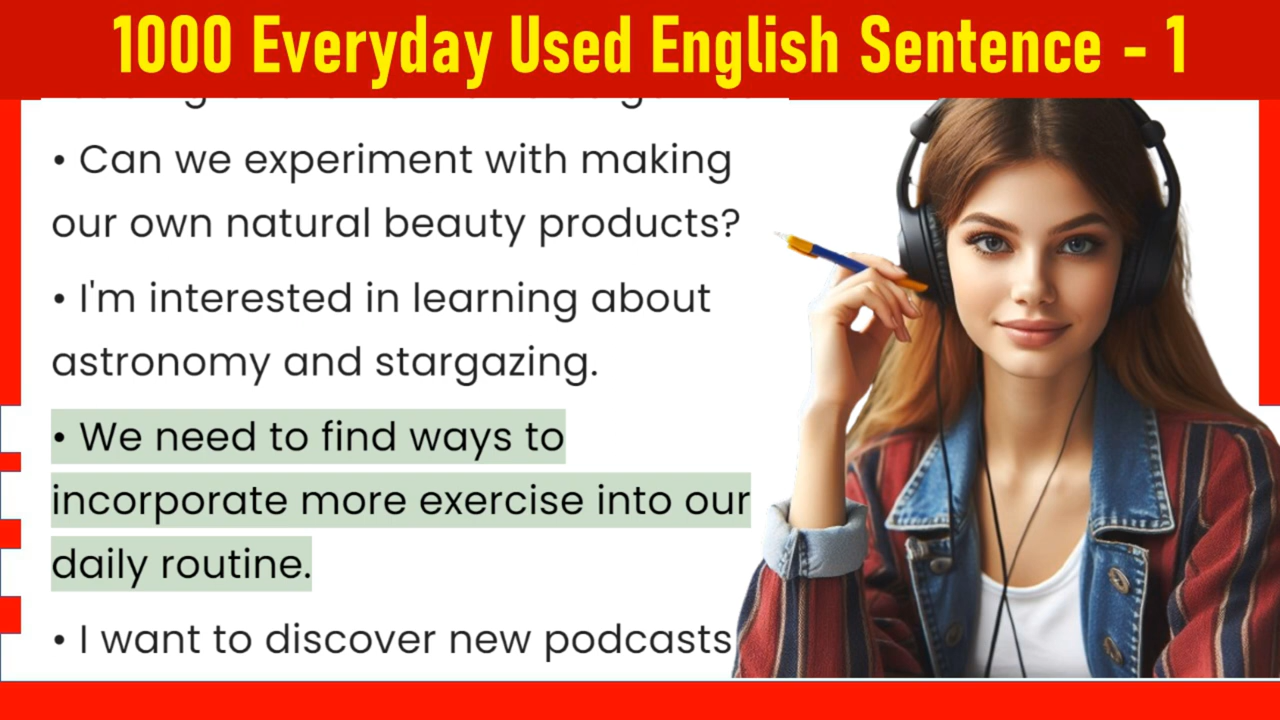 1000 Everyday Used English Sentence - 1
• Can we experiment with making
our own natural beauty products?
• I'm interested in learning about
astronomy and stargazing.
• We need to find ways to
incorporate more exercise into our
daily routine.
• I want to discover new podcasts